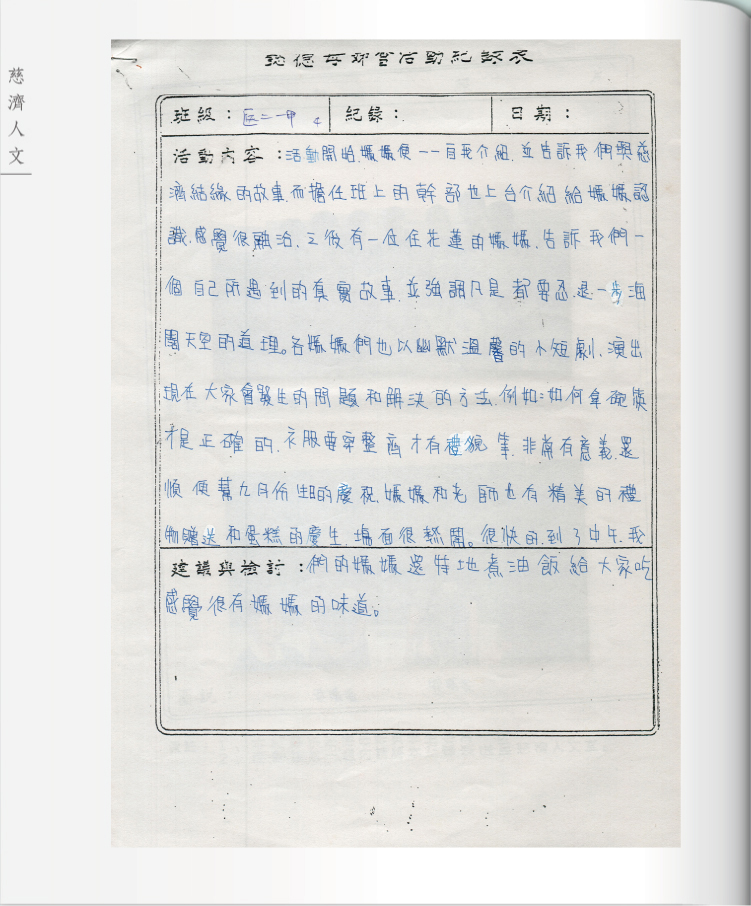 慈濟人文
懿德母姊會活動紀錄表
班級：醫二甲 紀錄： 日期：
活動內容：活動開始媽媽便一一自我介紹，並告訴我們與慈
濟結緣的故事，而擔任班上的幹部也上台介紹給媽媽認
識，感覺很融洽，之後有一位住花蓮的媽媽，告訴我們一
個自己所遇到的真實故事，並強調凡是都要忍，退一步海
闊天空的道理。各媽媽們也以幽默溫馨的小短劇，演出
現在大家會發生的問題和解決的方法，例如：如何拿碗筷
才是正確的，衣服要穿整齊才有禮貌等，非常有意義，還
順便幫九月份生日的慶祝，媽媽和老師也有精美的禮
物贈送和蛋糕的慶生，場面很熱鬧。很快的，到了中午，我
建議與檢討：們的媽媽還特地煮油飯給大家吃
感覺很有媽媽的味道。